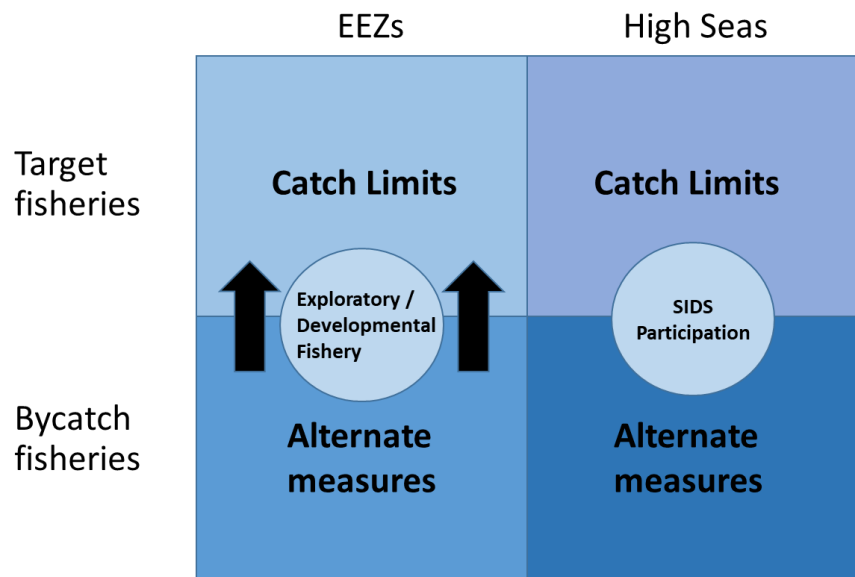 EEZs
High Seas
Target
fisheries
Catch Limits
Catch Limits
Exploratory /
Developmental
Fishery
SIDS
Participation
Bycatch
fisheries
Alternate
measures
Alternate
measures